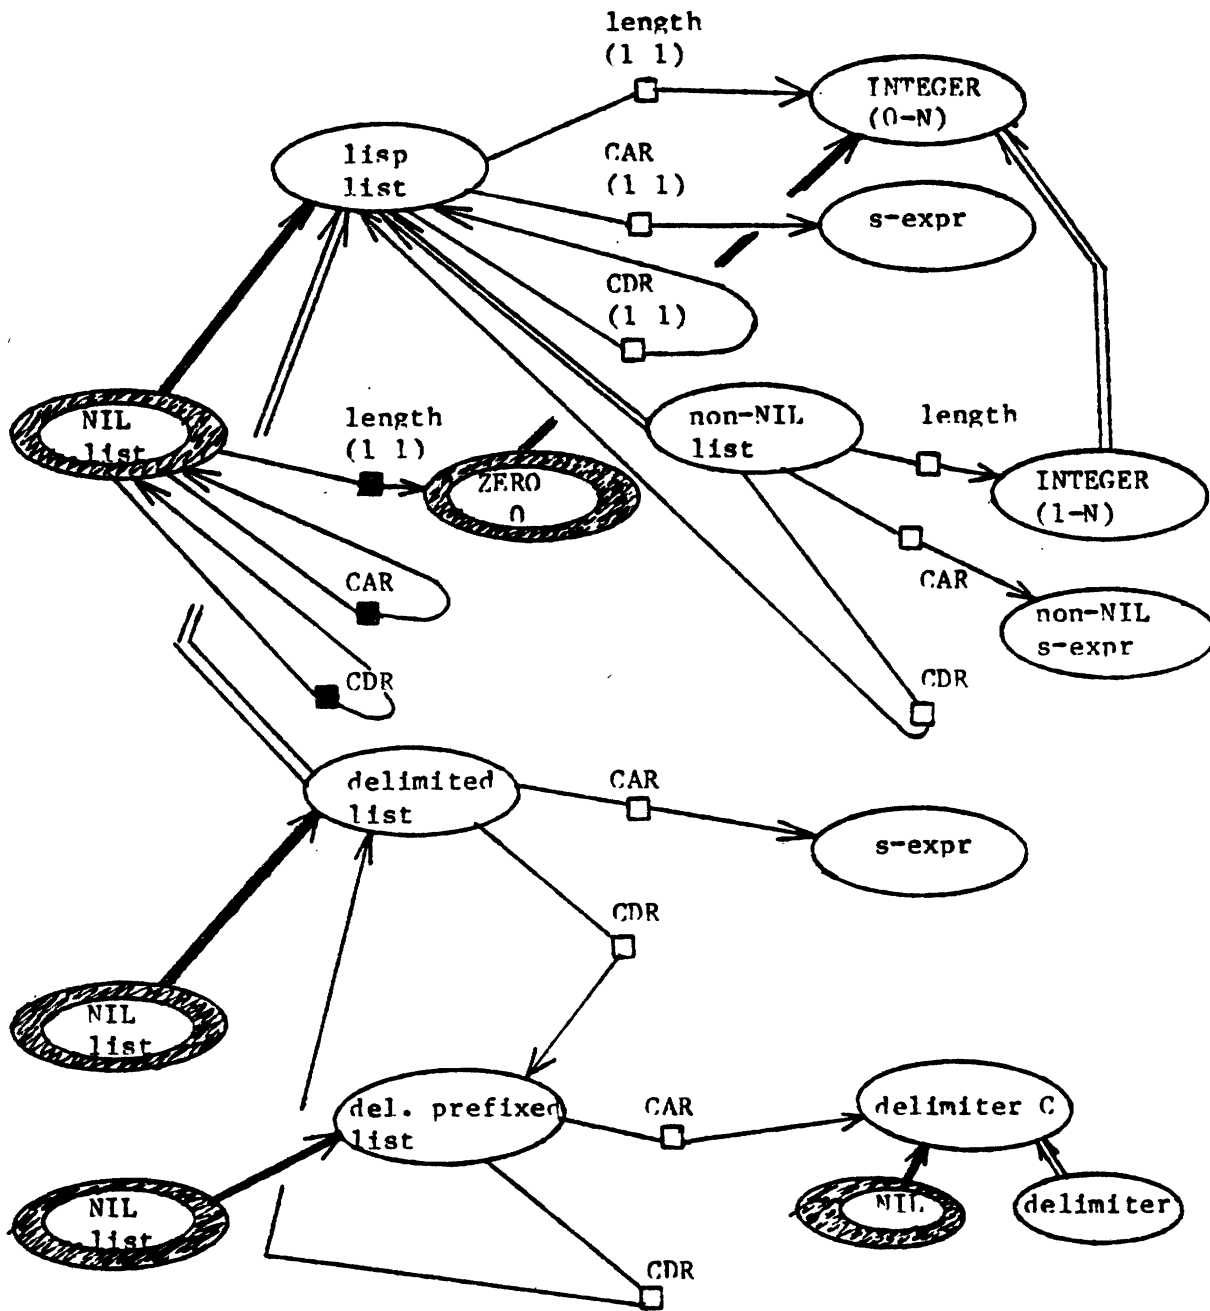 length
(1 1)
INTEGER
(0-N)
lisp
list
CAR
(1 1)
s-expr
CDR
(1 1)
NIL
list
length
(1 1)
ZERO
0
non-NIL
list
length
INTEGER
(1-N)
CAR
CAR
non-NIL
s-expr
CDR
CDR
delimited
list
CAR
s-expr
CDR
NIL
list
del. prefixed
list
CAR
delimiter C
NIL
list
NIL
delimiter
CDR